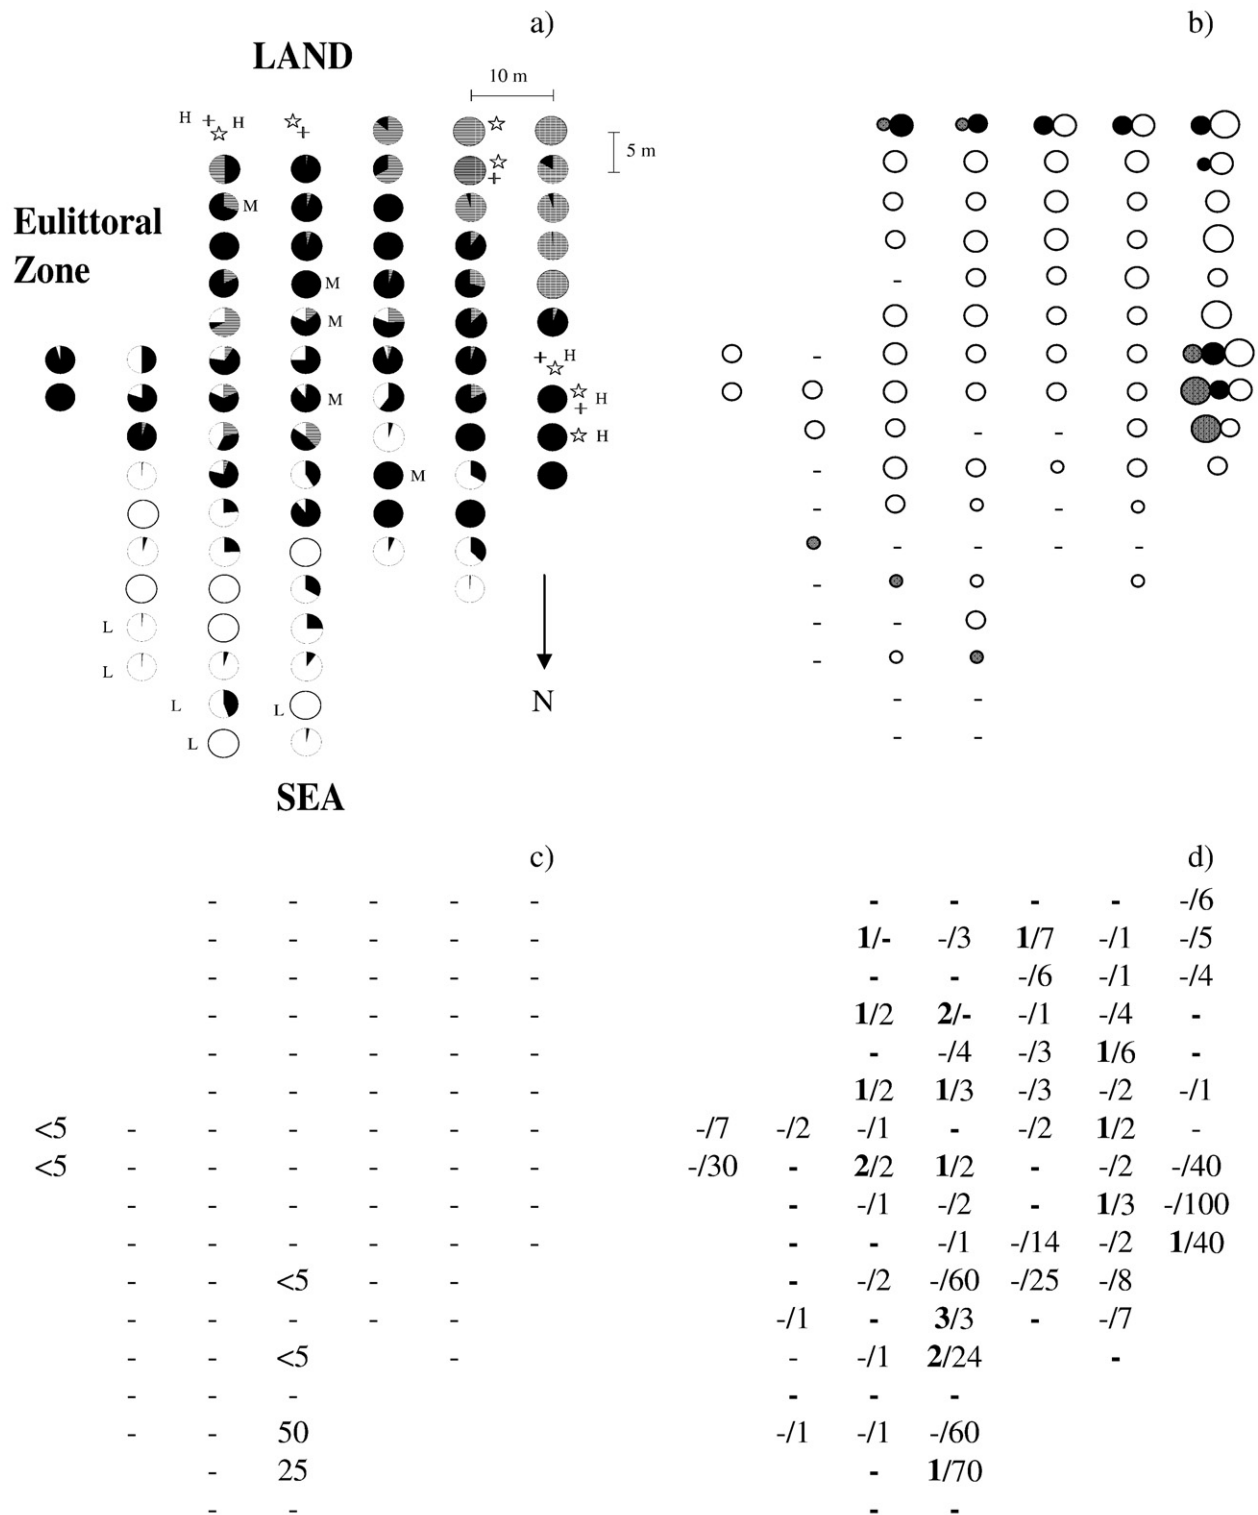 a) b)
LAND
10 m
5 m
H + H
+
+
M
Eulittoral
Zone
- M
M
- + H
M - H +
- - H
- M -
- -
- - - - -
-
L -
L -
N
L L - -
L - -
SEA
c) d)
- - - - - - - - - -/6
- - - - - 1/- -/3 1/7 -/1 -/5
- - - - - - - -/6 -/1 -/4
- - - - - 1/2 2/- -/1 -/4 -
- - - - - - -/4 -/3 1/6 -
- - - - - 1/2 1/3 -/3 -/2 -/1
<5 - - - - - - -/7 -/2 -/1 - -/2 1/2 -
<5 - - - - - - -/30 - 2/2 1/2 - -/2 -/40
- - - - - - - -/1 -/2 - 1/3 -/100
- - - - - - - - -/1 -/14 -/2 1/40
- - <5 - - - -/2 -/60 -/25 -/8
- - - - - -/1 - 3/3 - -/7
- - <5 - - -/1 2/24 -
- - - - - -
- - 50 -/1 -/1 -/60
- 25 - 1/70
- - - -